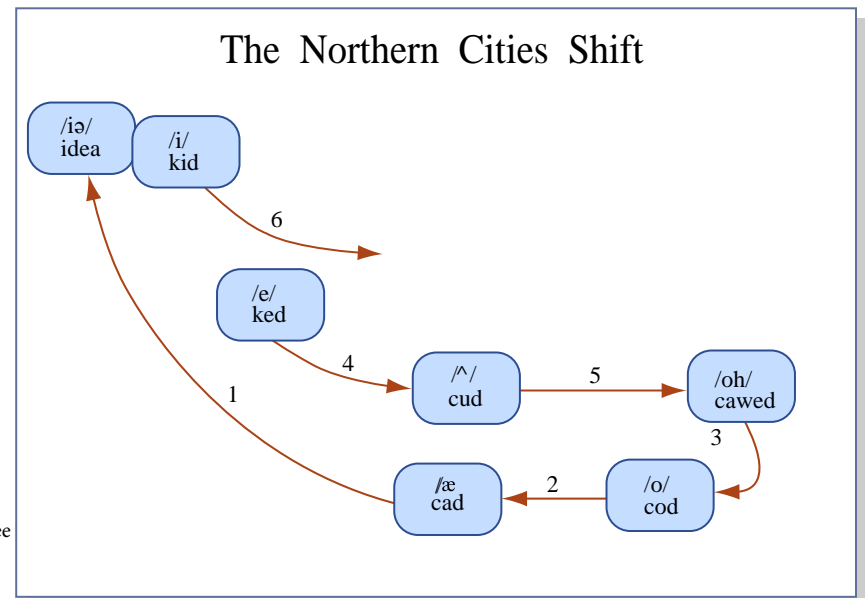 The Northern Cities Shift
/iə/
idea
/i/
kid
6
/e/
ked
4
/^/
cud
5
/oh/
cawed
1
3
/æ
cad
2
/o/
cod